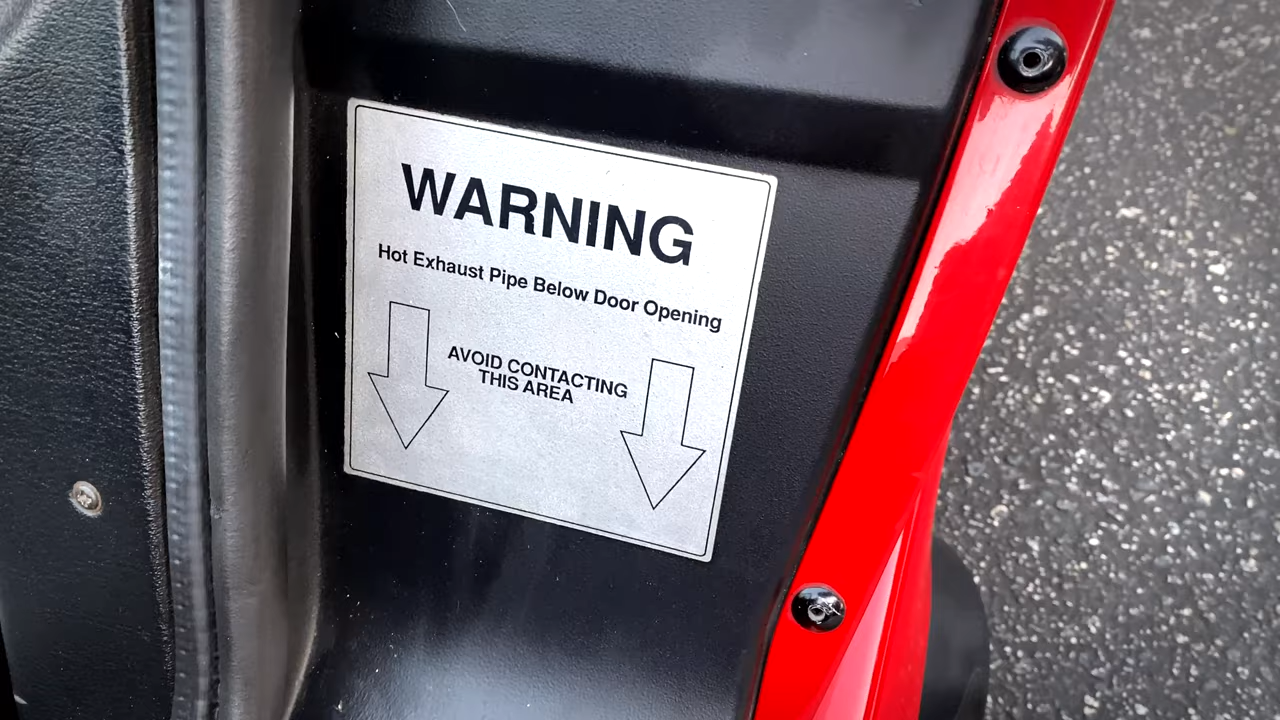 WARNING
Hot Exhaust Pipe Below Door Opening
AVOID CONTACTING
THIS AREA